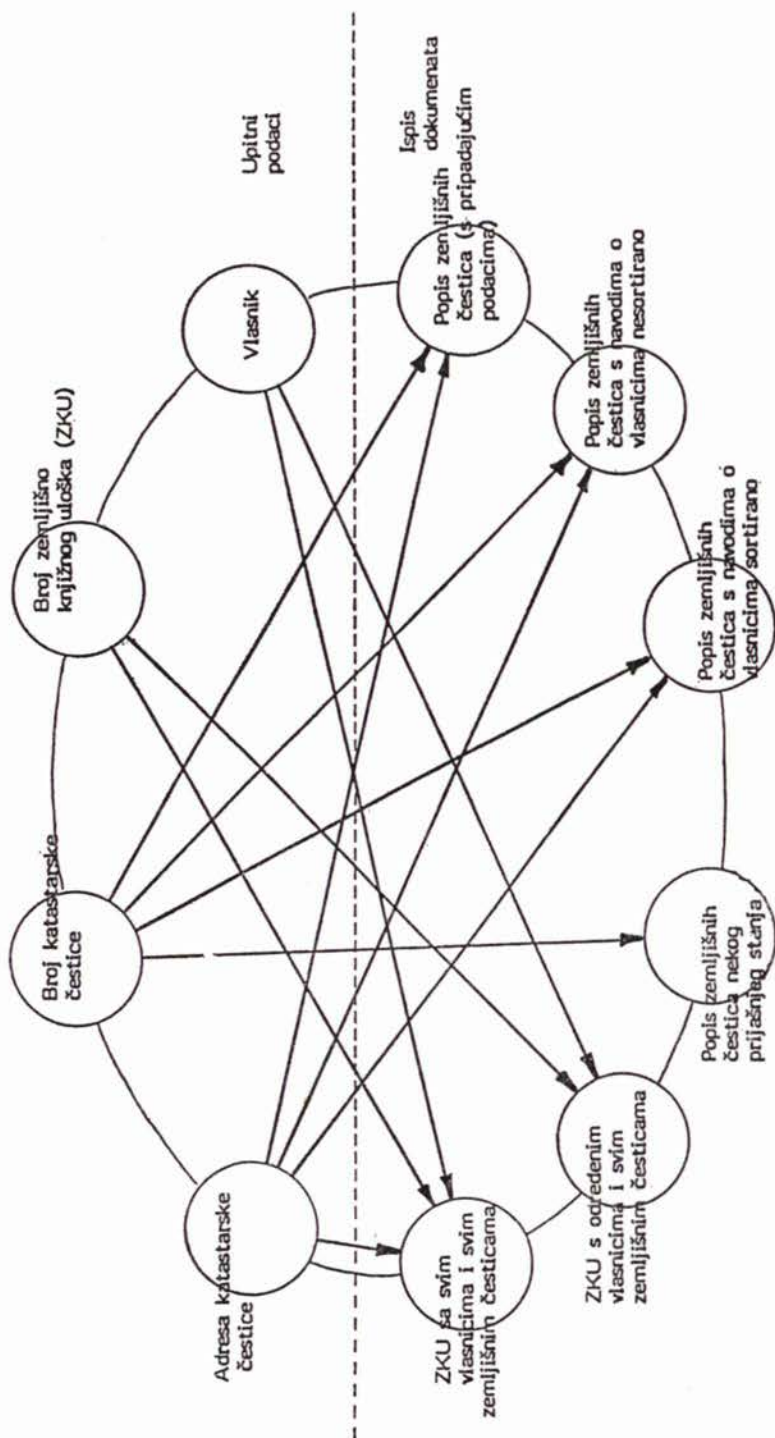 Adresa katastarske
čestice
Broj katastarske
čestice
Broj zemljišno
knjižnog uloška (ZKU)
Vlasnik
Upitni
podaci
Ispis
dokumenata
ZKU sa svim
vlasnicima i svim
zemljišnim česticama
ZKU s određenim
vlasnicima i svim
zemljišnim česticama
Popis zemljišnih
čestica nekog
prijašnjeg stanja
Popis zemljišnih
čestica s navodima o
vlasnicima sortirano
Popis zemljišnih
čestica s navodima o
vlasnicima nesortirano
Popis zemljišnih
čestica (s pripadajućim
podacima)